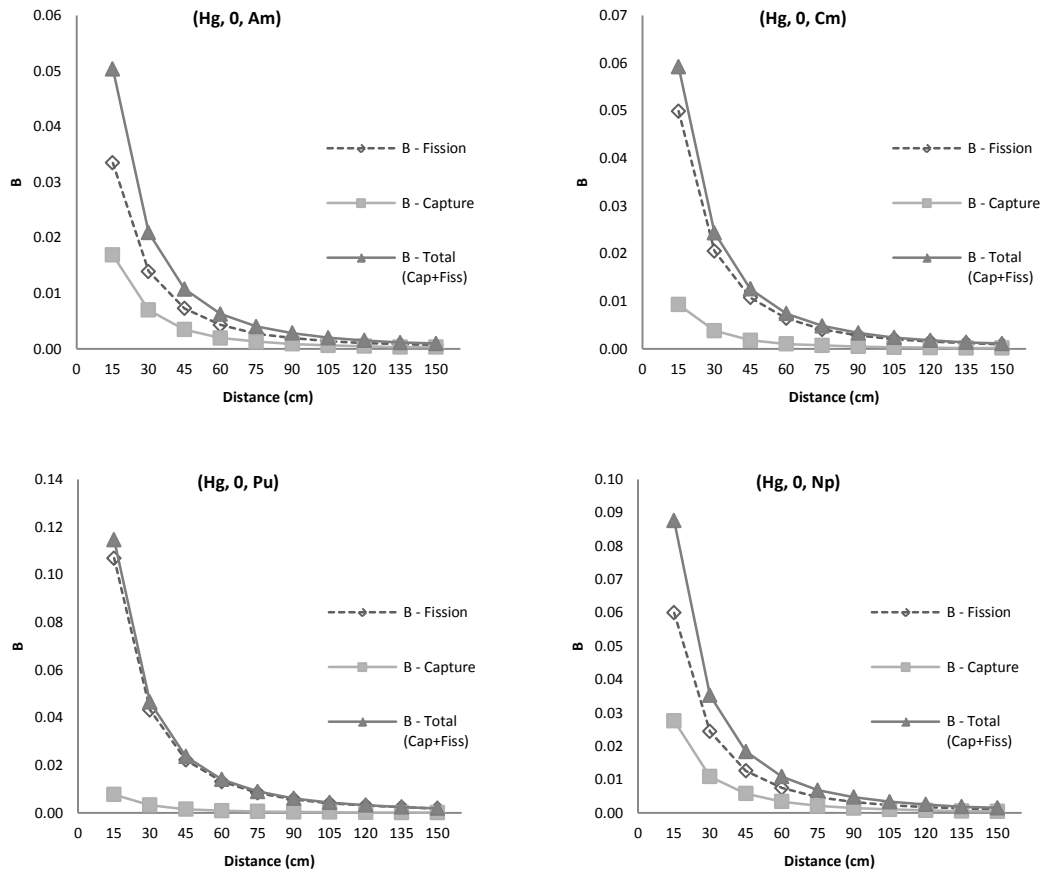 (Hg, 0, Am)
0.06
0.05
0.04
0.03
0.02
0.01
0.00
B
0 15 30 45 60 75 90 105 120 135 150
Distance (cm)
B - Fission
B - Capture
B - Total
(Cap+Fiss)
(Hg, 0, Cm)
0.07
0.06
0.05
0.04
0.03
0.02
0.01
0.00
B
0 15 30 45 60 75 90 105 120 135 150
Distance (cm)
B - Fission
B - Capture
B - Total
(Cap+Fiss)
(Hg, 0, Pu)
0.14
0.12
0.10
0.08
0.06
0.04
0.02
0.00
B
0 15 30 45 60 75 90 105 120 135 150
Distance (cm)
B - Fission
B - Capture
B - Total
(Cap+Fiss)
(Hg, 0, Np)
0.10
0.09
0.08
0.07
0.06
0.05
0.04
0.03
0.02
0.01
0.00
B
0 15 30 45 60 75 90 105 120 135 150
Distance (cm)
B - Fission
B - Capture
B - Total
(Cap+Fiss)